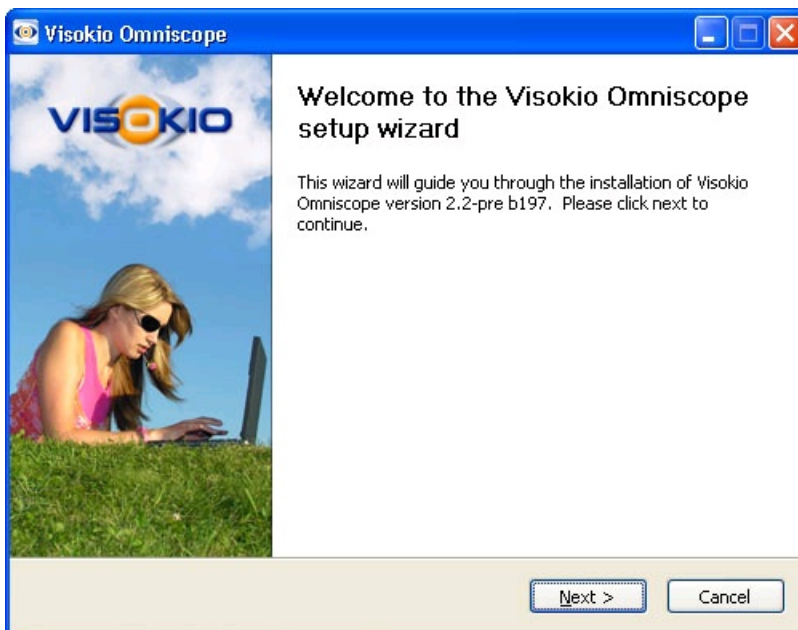 Visokio Omniscope
VISOKIO
Welcome to the Visokio Omniscope
setup wizard
This wizard will guide you through the installation of Visokio
Omniscope version 2.2-pre b197.  Please click next to
continue.
Next >
Cancel